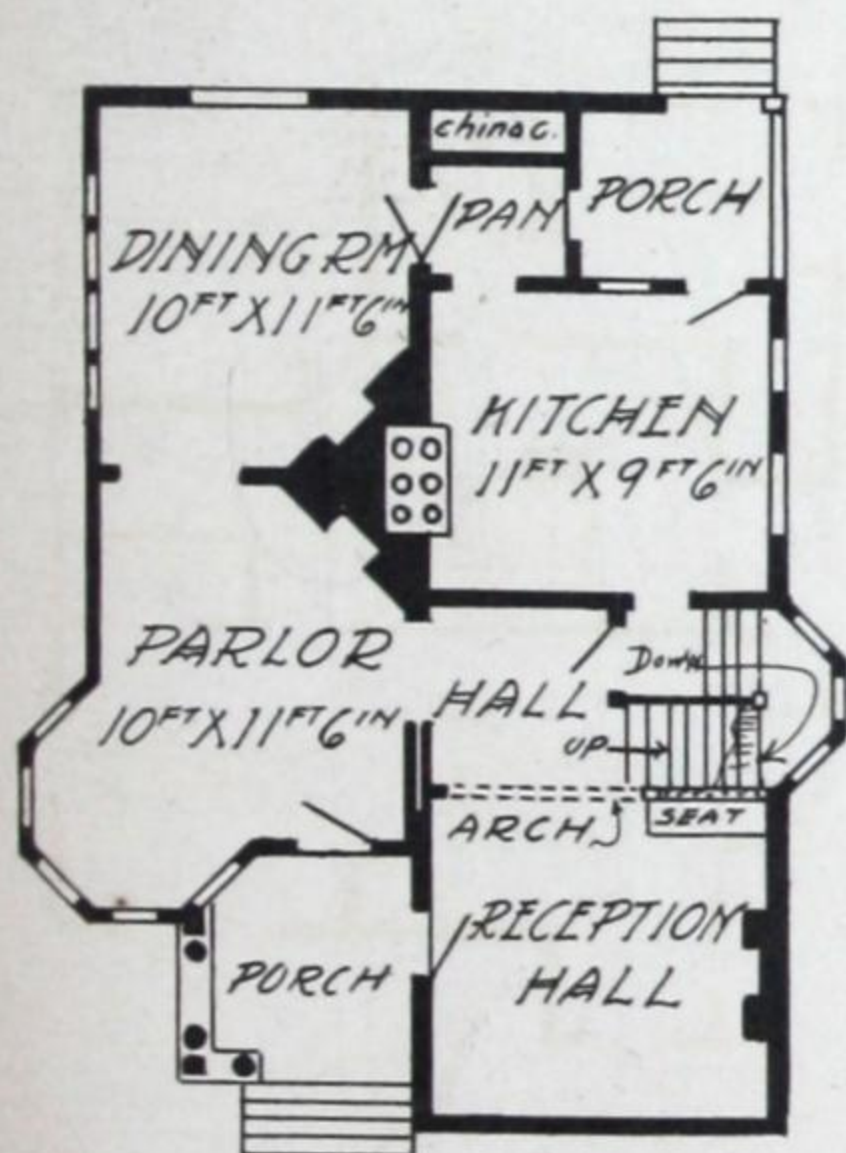 china c.
PAN
PORCH
DINING RM
10FT X 11FT 6IN
KITCHEN
11FT X 9FT 6IN
PARLOR
10FT X 11FT 6IN
HALL
Down
UP
ARCH
SEAT
RECEPTION
HALL
PORCH